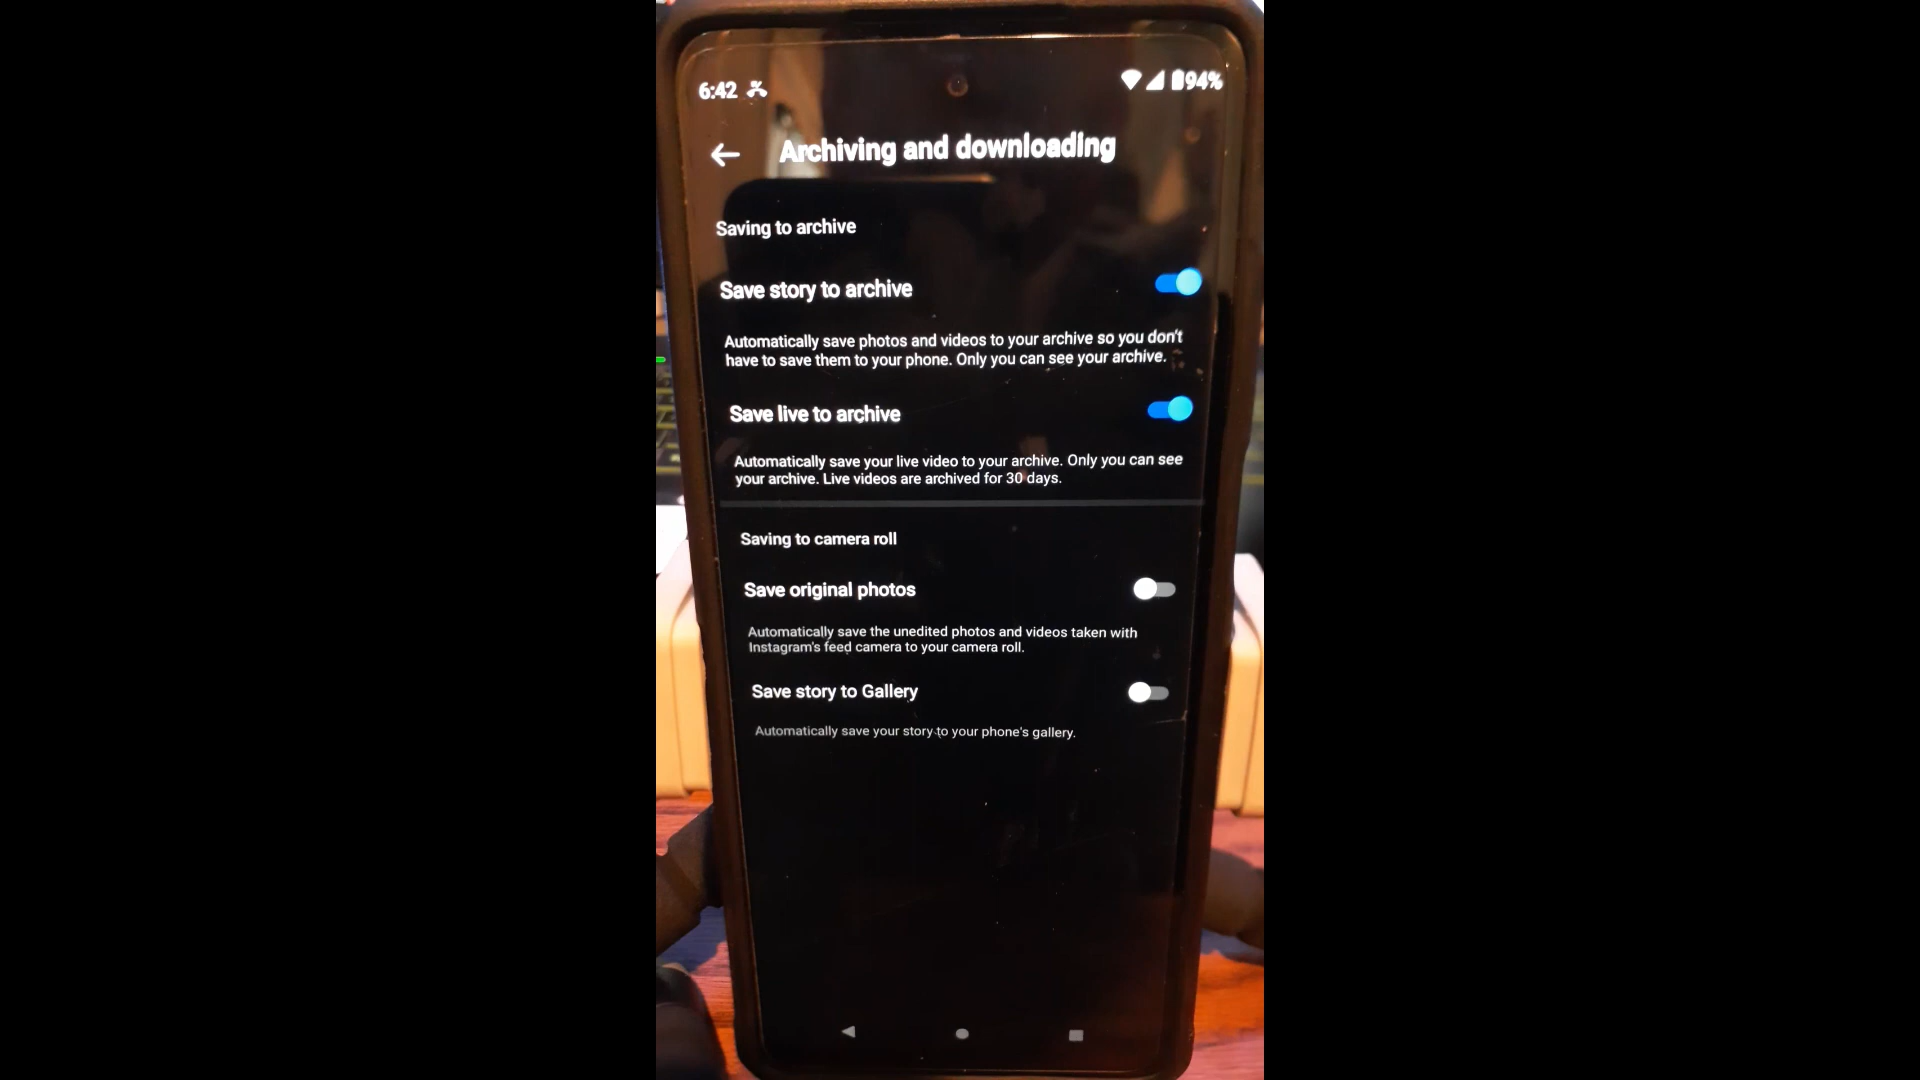 6:42
94%
Archiving and downloading
Saving to archive
Save story to archive
Automatically save photos and videos to your archive so you don't
have to save them to your phone. Only you can see your archive.
Save live to archive
Automatically save your live video to your archive. Only you can see
your archive. Live videos are archived for 30 days.
Saving to camera roll
Save original photos
Automatically save the unedited photos and videos taken with
Instagram's feed camera to your camera roll.
Save story to Gallery
Automatically save your story to your phone's gallery.